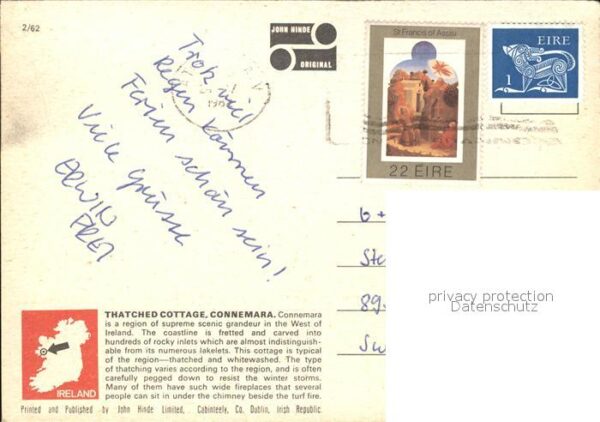 2/62
JOHN HINDE
ORIGINAL
St Francis of Assisi
22 ÉIRE
EIRE
1
Trotz viel
Regen können
Ferien schön sein!
Viele Grüsse
ERWIN
FREI
89
privacy protection
Datenschutz
THATCHED COTTAGE, CONNEMARA. Connemara
is a region of supreme scenic grandeur in the West of
Ireland. The coastline is fretted and carved into
hundreds of rocky inlets which are almost indistinguish-
able from its numerous lakelets. This cottage is typical
of the region—thatched and whitewashed. The type
of thatching varies according to the region, and is often
carefully pegged down to resist the winter storms.
Many of them have such wide fireplaces that several
people can sit in under the chimney beside the turf fire.
IRELAND
Printed and Published by John Hinde Limited, Cabinteely, Co. Dublin, Irish Republic